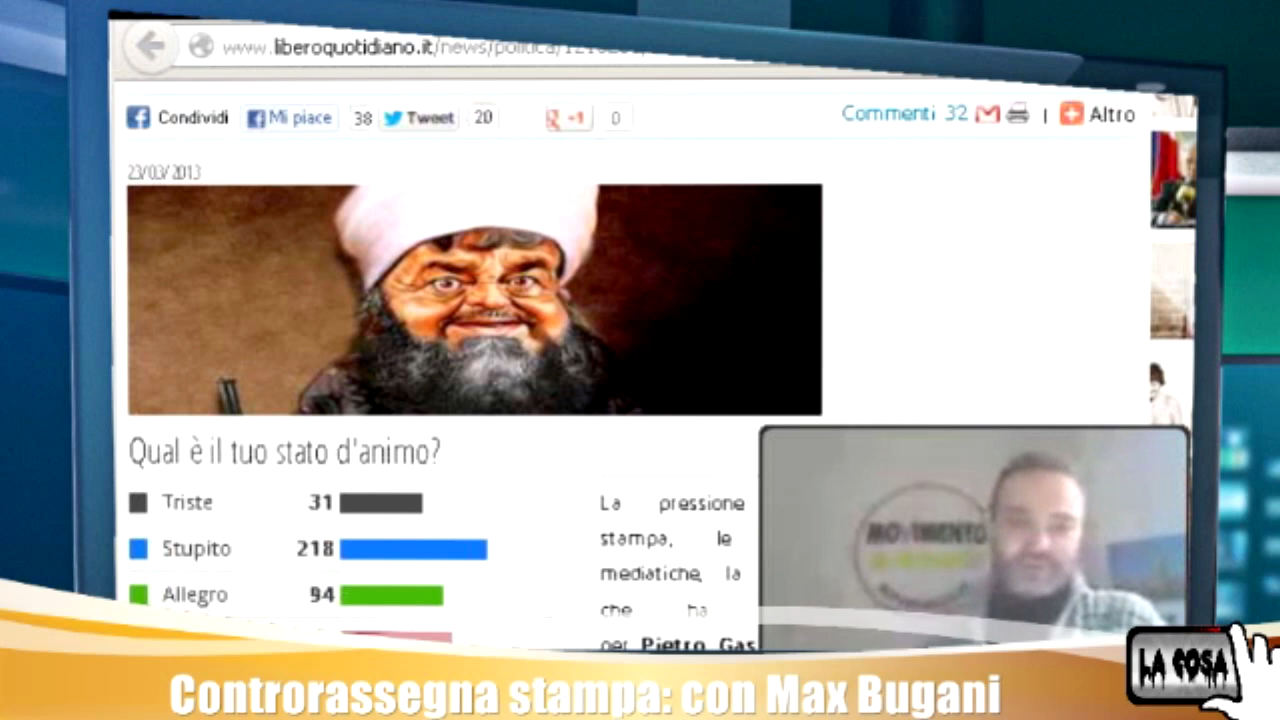 www.liberoquotidiano.it/news/politica/
Condividi Mi piace 38 Tweet 20 +1 0
Commenti 32 | Altro
23/03/2013
Qual è il tuo stato d'animo?
Triste 31
Stupito 218
Allegro 94
La pressione
stampa, le
mediatiche, la
che ha
per Pietro Gas
MOVIMENTO
LA COSA
Controrassegna stampa: con Max Bugani